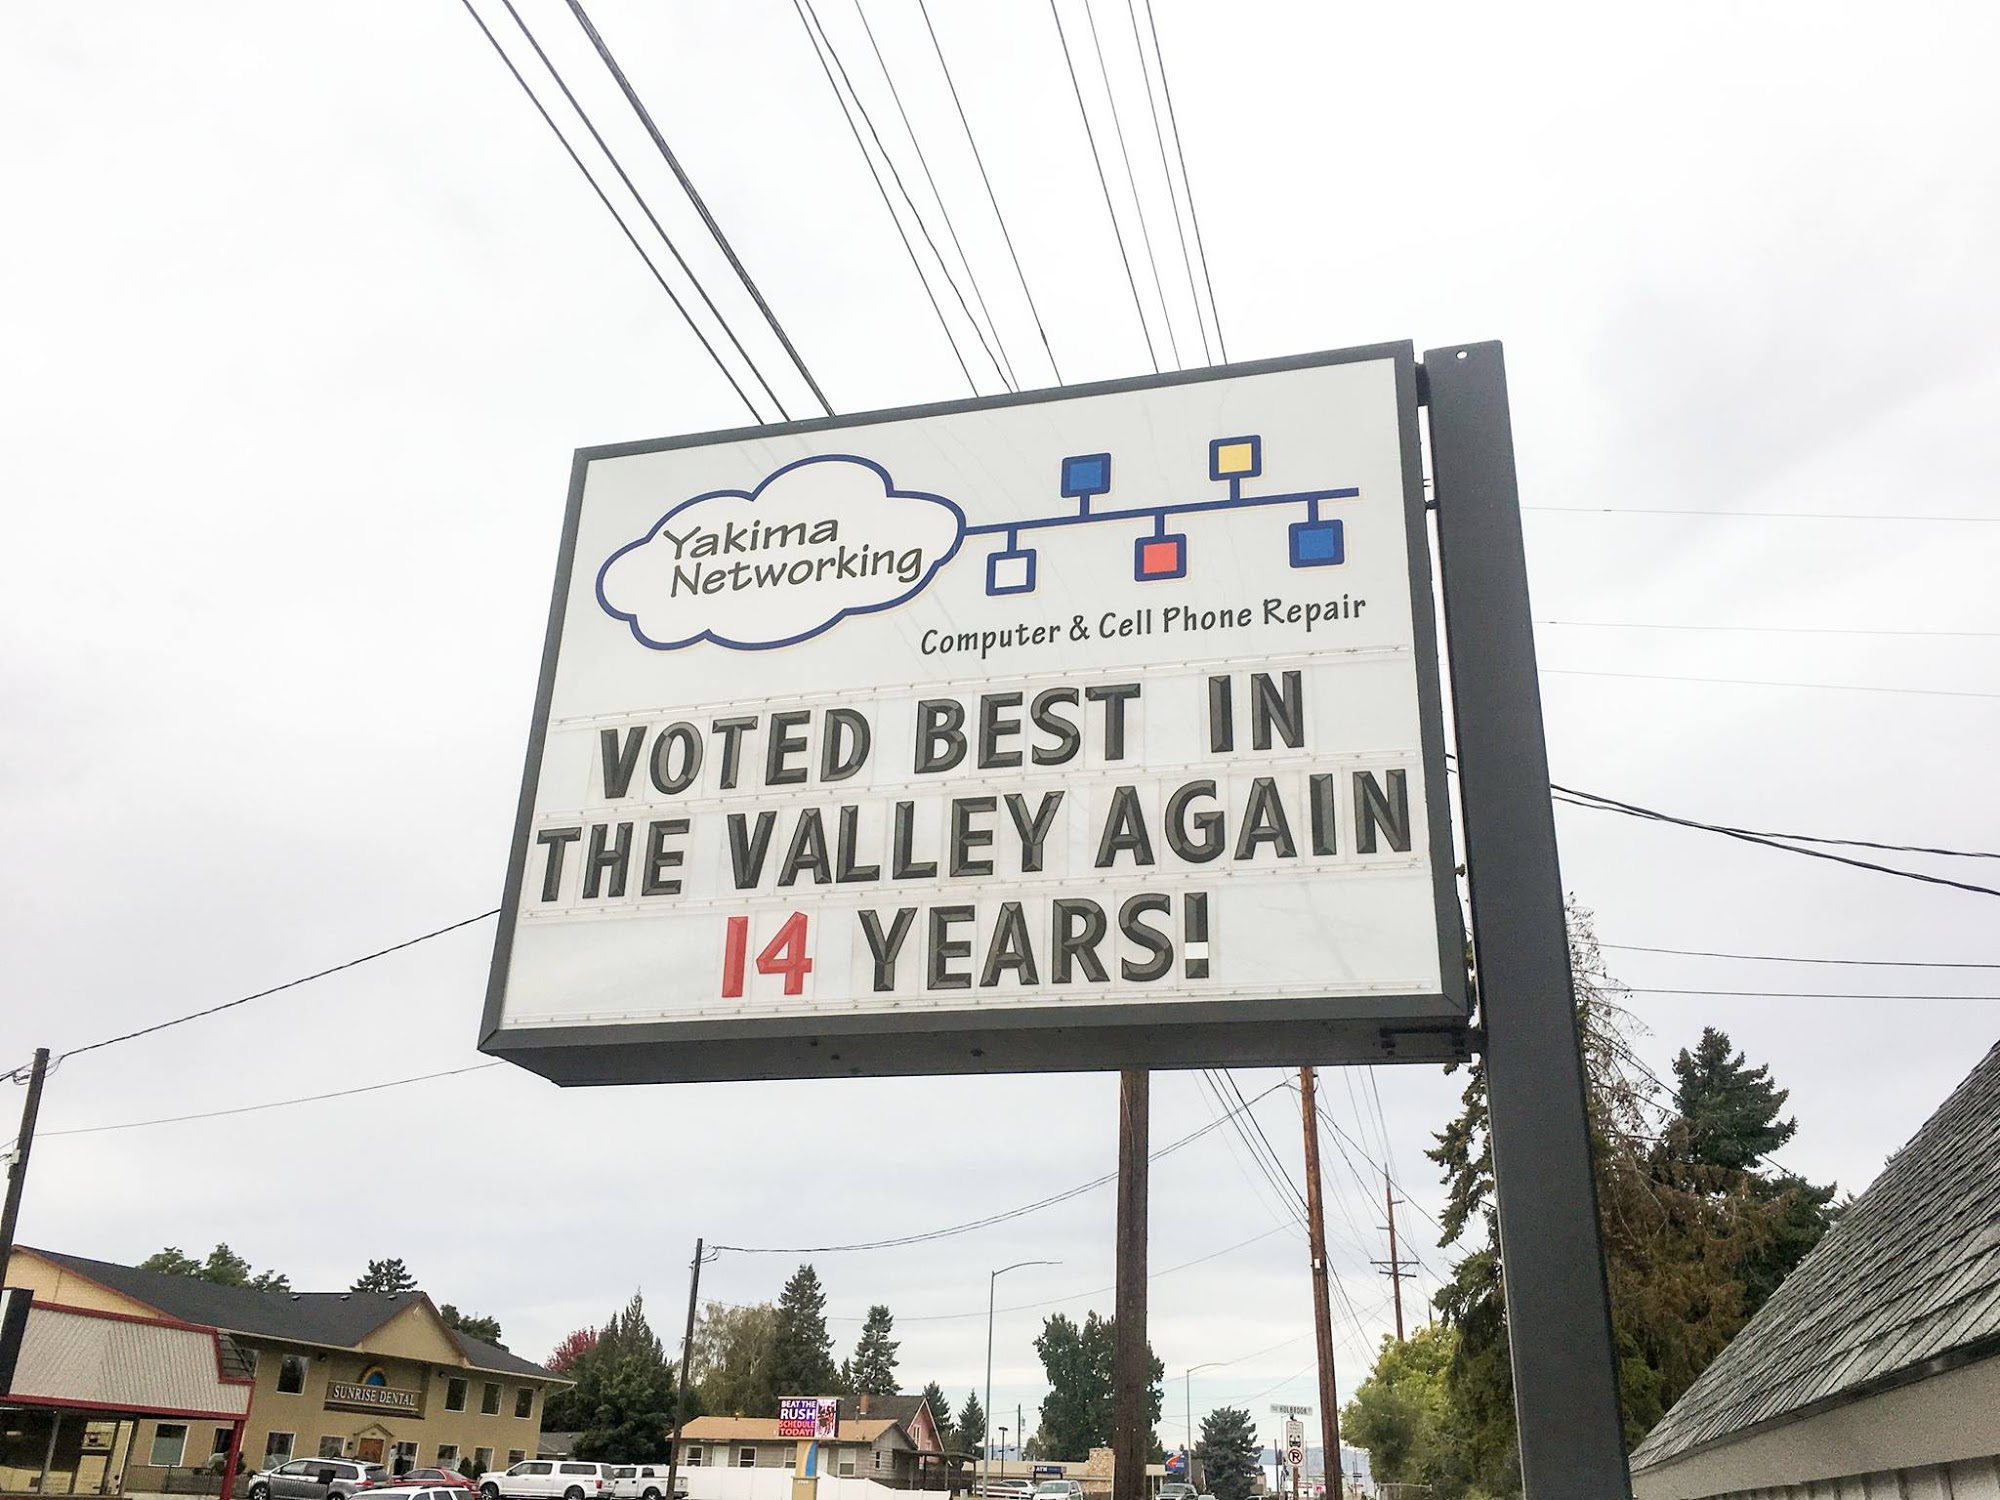 Yakima
Networking
Computer & Cell Phone Repair
VOTED BEST IN
THE VALLEY AGAIN
14 YEARS!
SUNRISE DENTAL
BEAT THE
RUSH
SCHEDULE
TODAY!
HOLBROOK
ATM